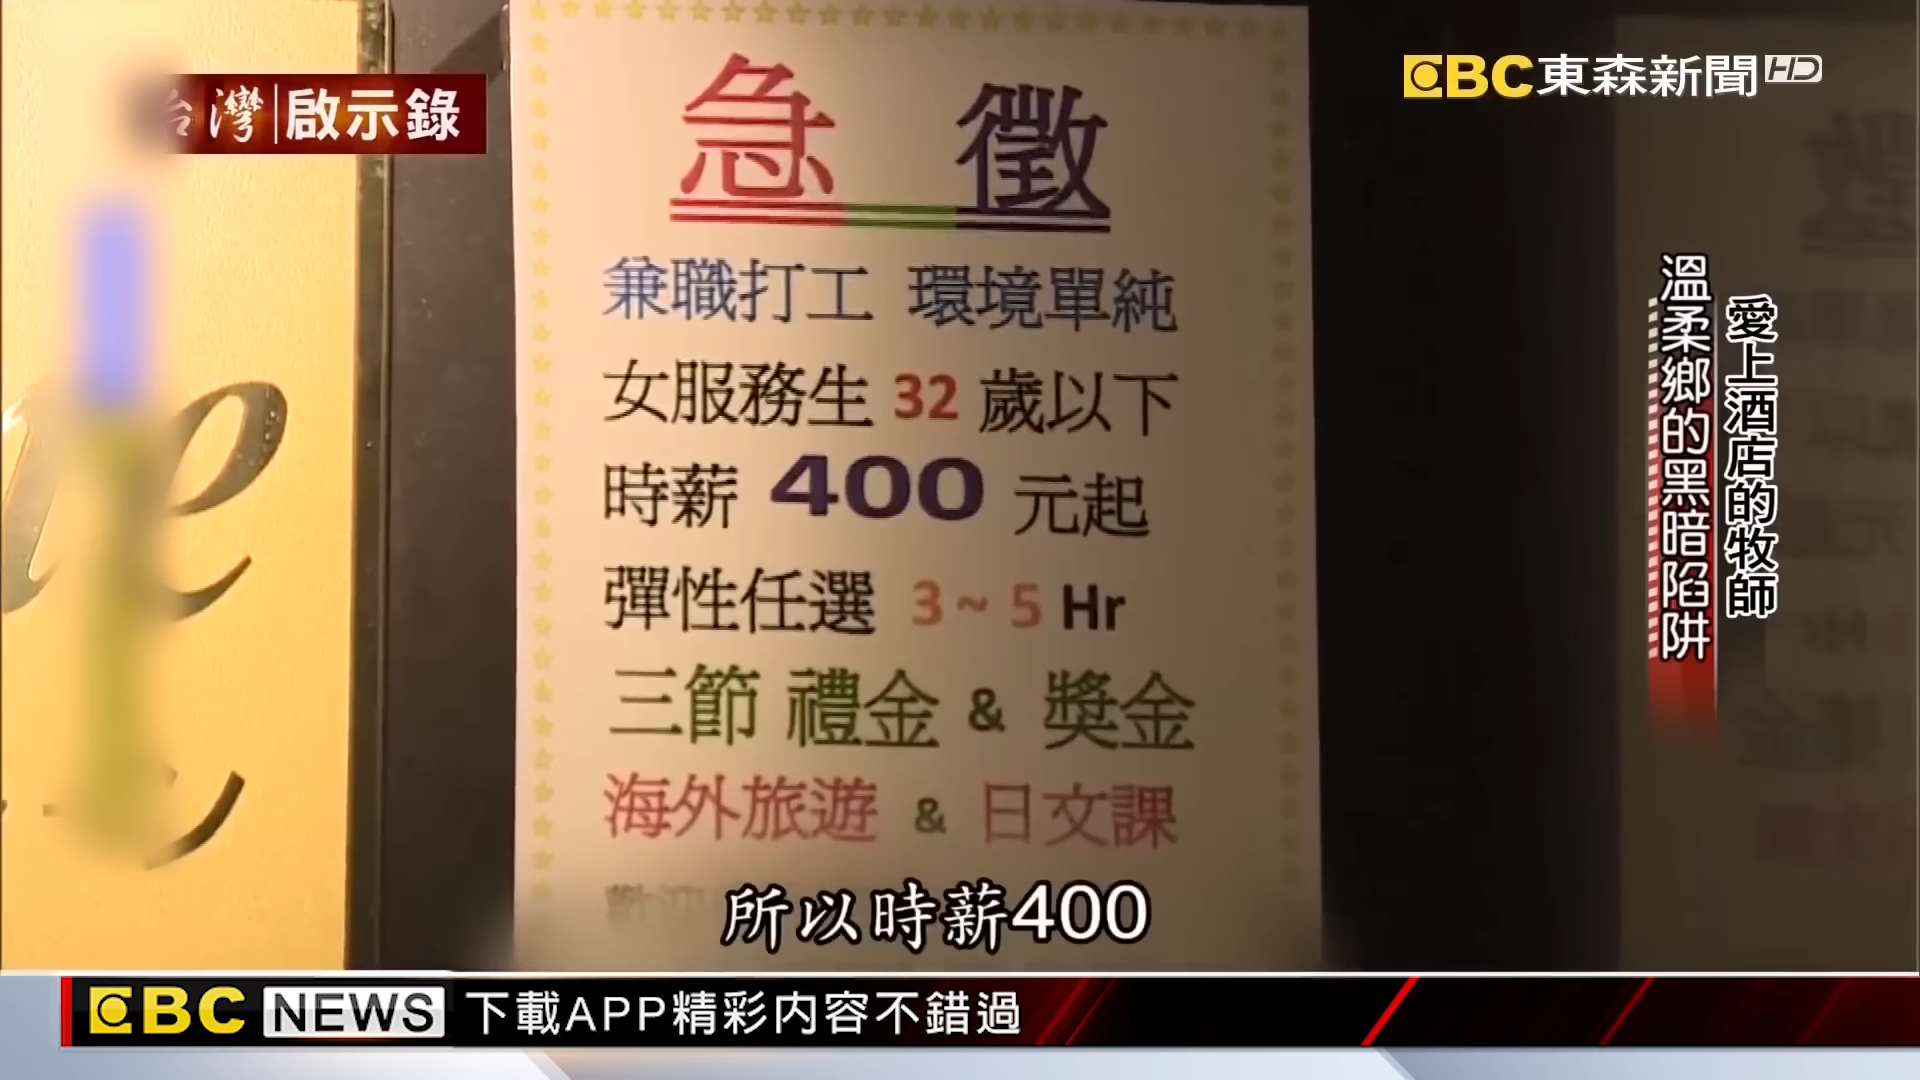 台灣 啟示錄
EBC東森新聞HD
急徵
兼職打工 環境單純
女服務生 32 歲以下
時薪 400 元起
彈性任選 3~5 Hr
三節 禮金 & 獎金
海外旅遊 & 日文課
愛上酒店的牧師
溫柔鄉的黑暗陷阱
所以時薪400
EBC NEWS 下載APP精彩內容不錯過